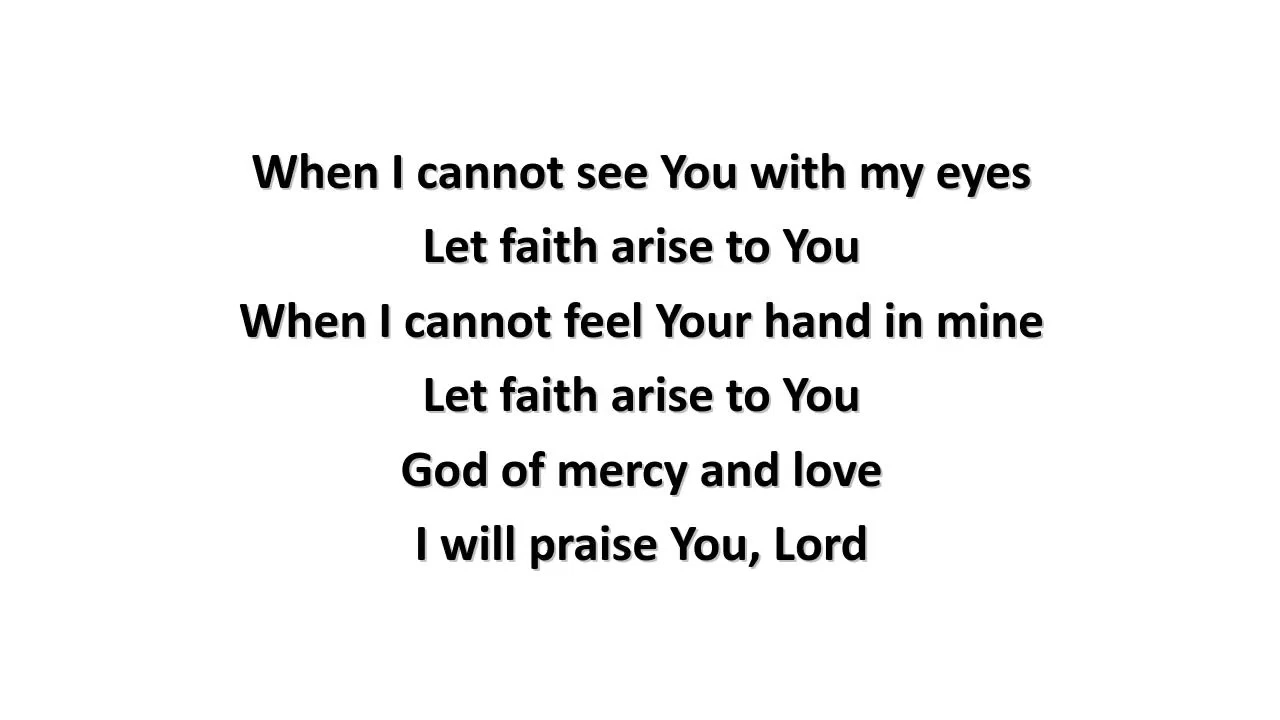 When I cannot see You with my eyes
Let faith arise to You
When I cannot feel Your hand in mine
Let faith arise to You
God of mercy and love
I will praise You, Lord